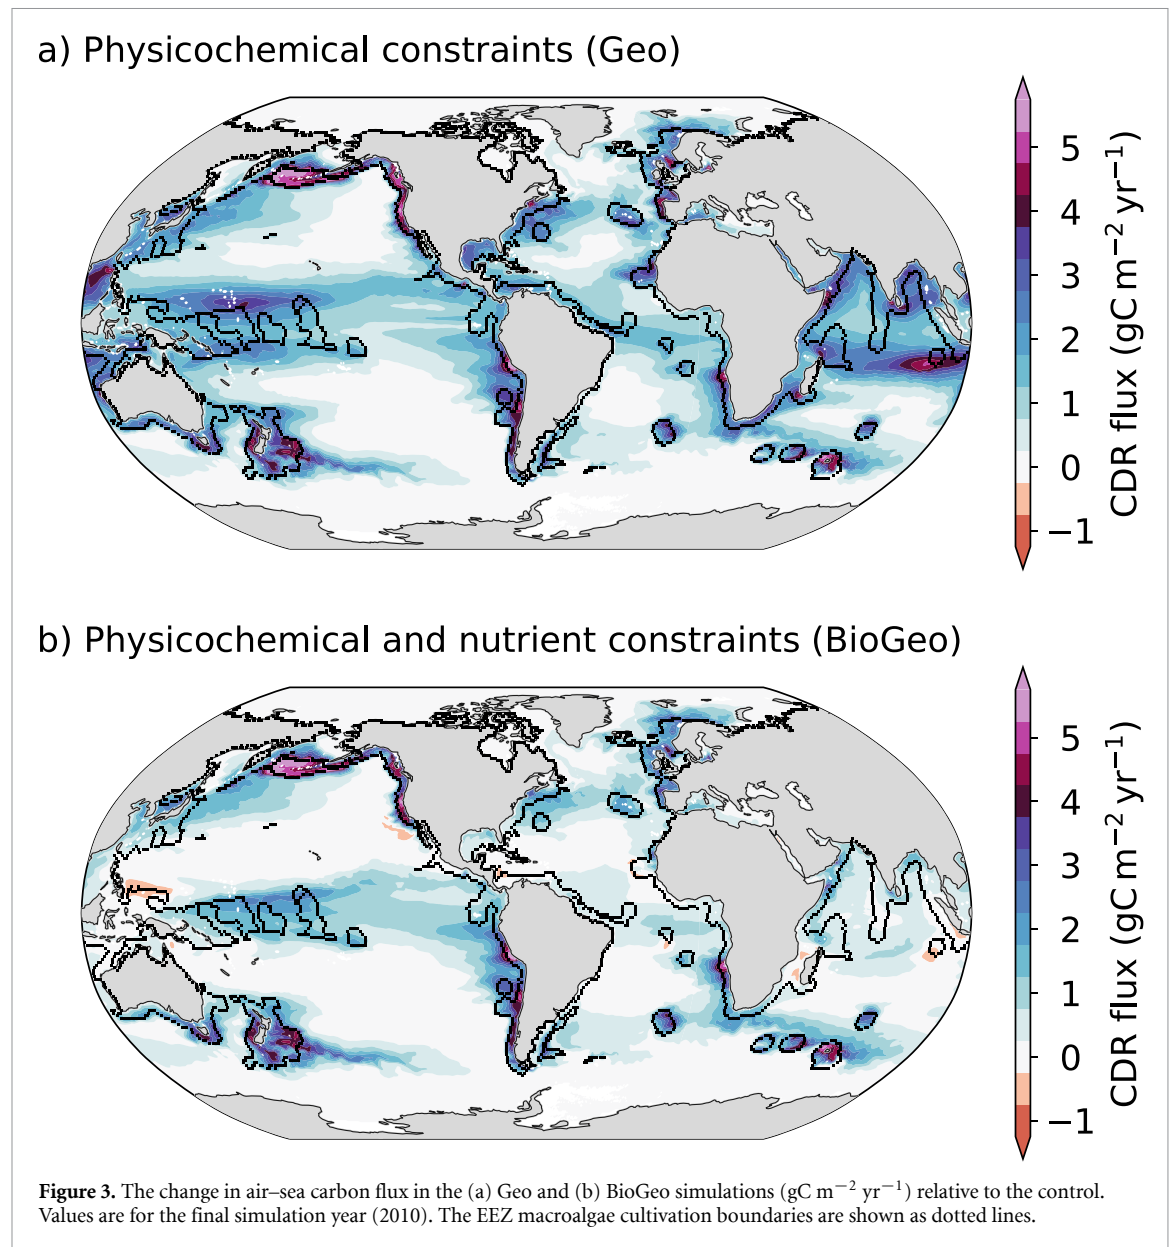 a) Physicochemical constraints (Geo)
5
4
3
2
1
0
−1
CDR flux (gC m−2 yr−1)
b) Physicochemical and nutrient constraints (BioGeo)
5
4
3
2
1
0
−1
CDR flux (gC m−2 yr−1)
Figure 3. The change in air–sea carbon flux in the (a) Geo and (b) BioGeo simulations (gC m−2 yr−1) relative to the control.
Values are for the final simulation year (2010). The EEZ macroalgae cultivation boundaries are shown as dotted lines.